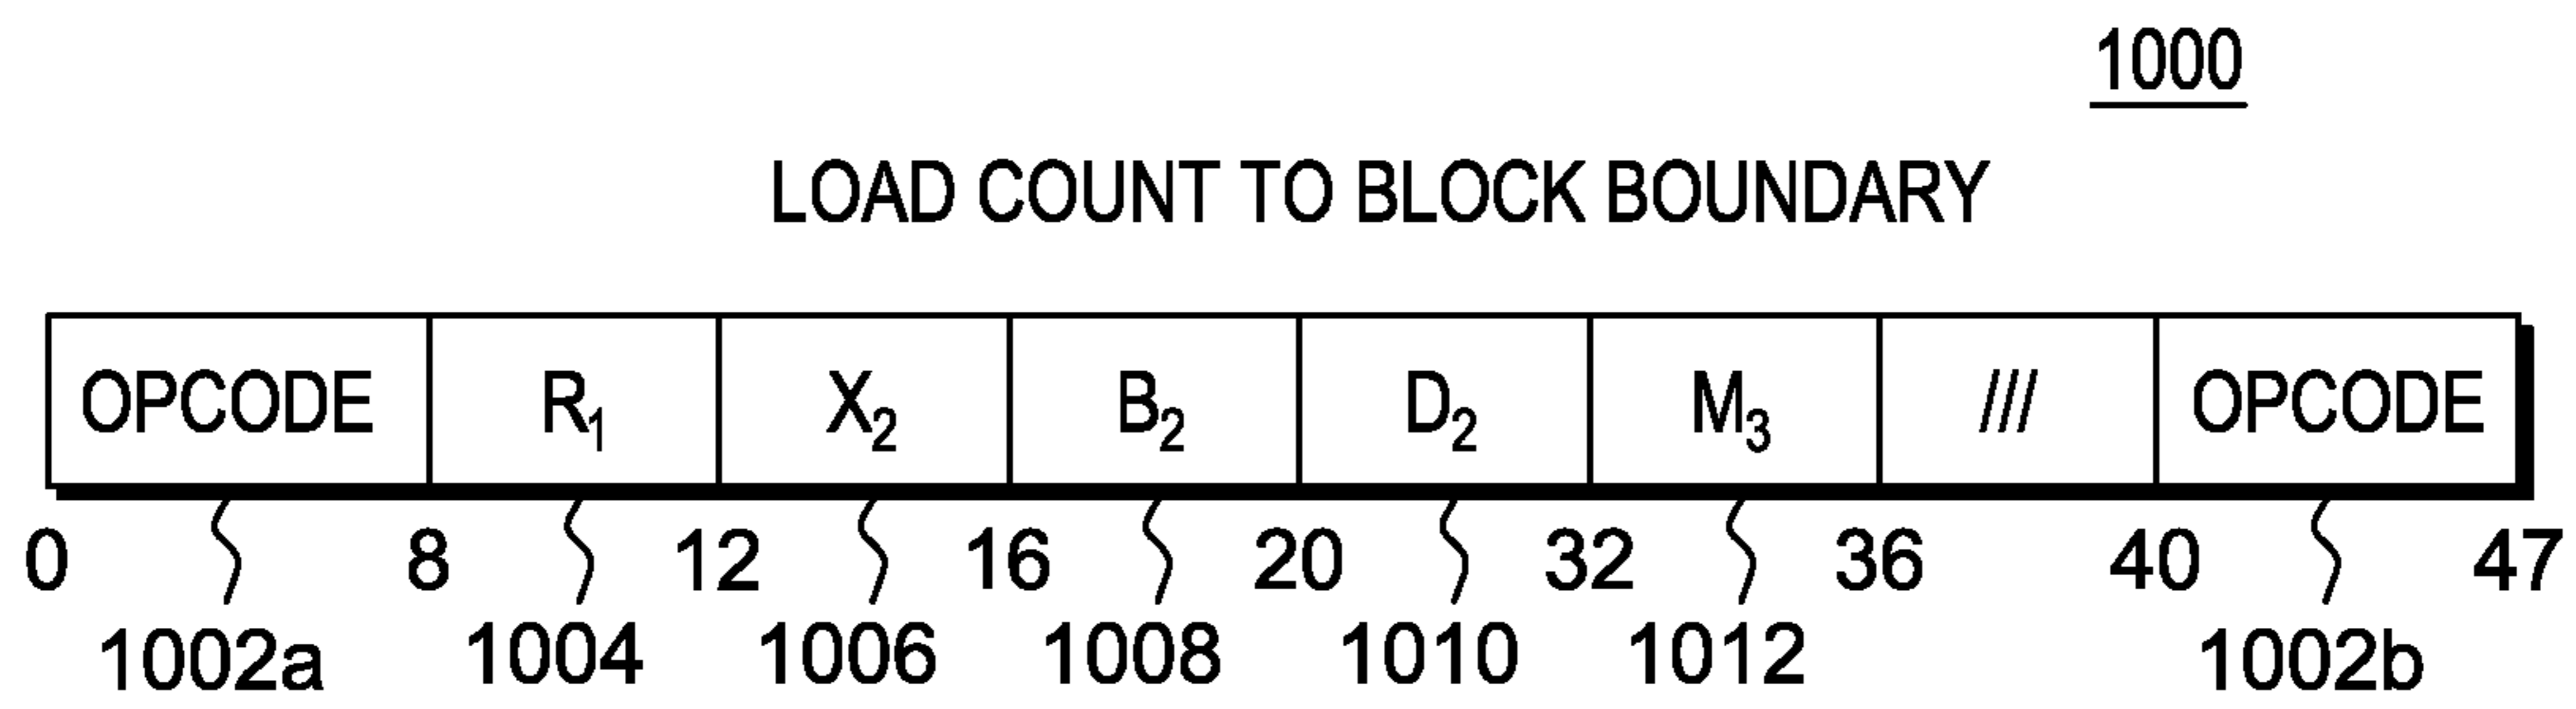 1000
LOAD COUNT TO BLOCK BOUNDARY
OPCODE R1 X2 B2 D2 M3 /// OPCODE
0 8 12 16 20 32 36 40 47
1002a 1004 1006 1008 1010 1012 1002b